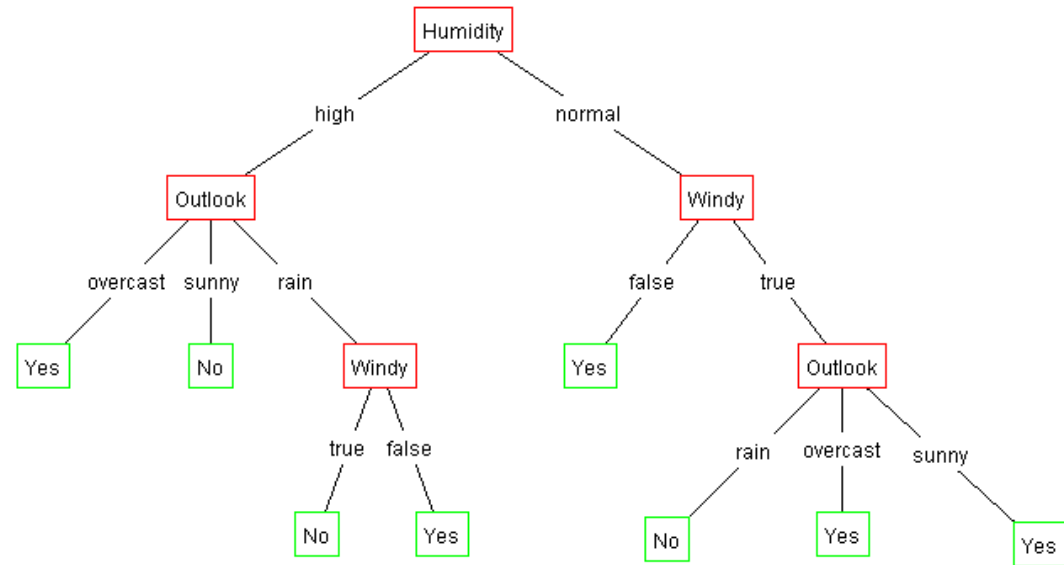 Humidity
high normal
Outlook Windy
overcast sunny rain false true
Yes No Windy Yes Outlook
true false rain overcast sunny
No Yes No Yes Yes